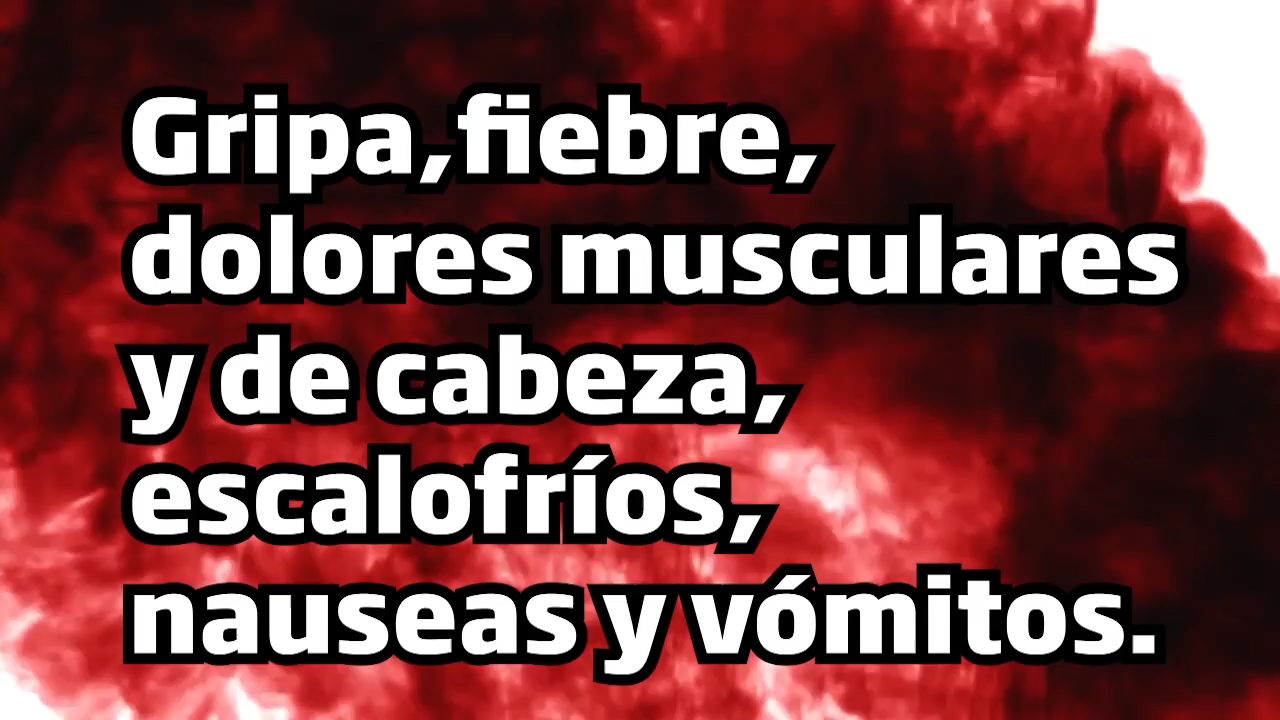 Gripa, fiebre,
dolores musculares
y de cabeza,
escalofríos,
nauseas y vómitos.